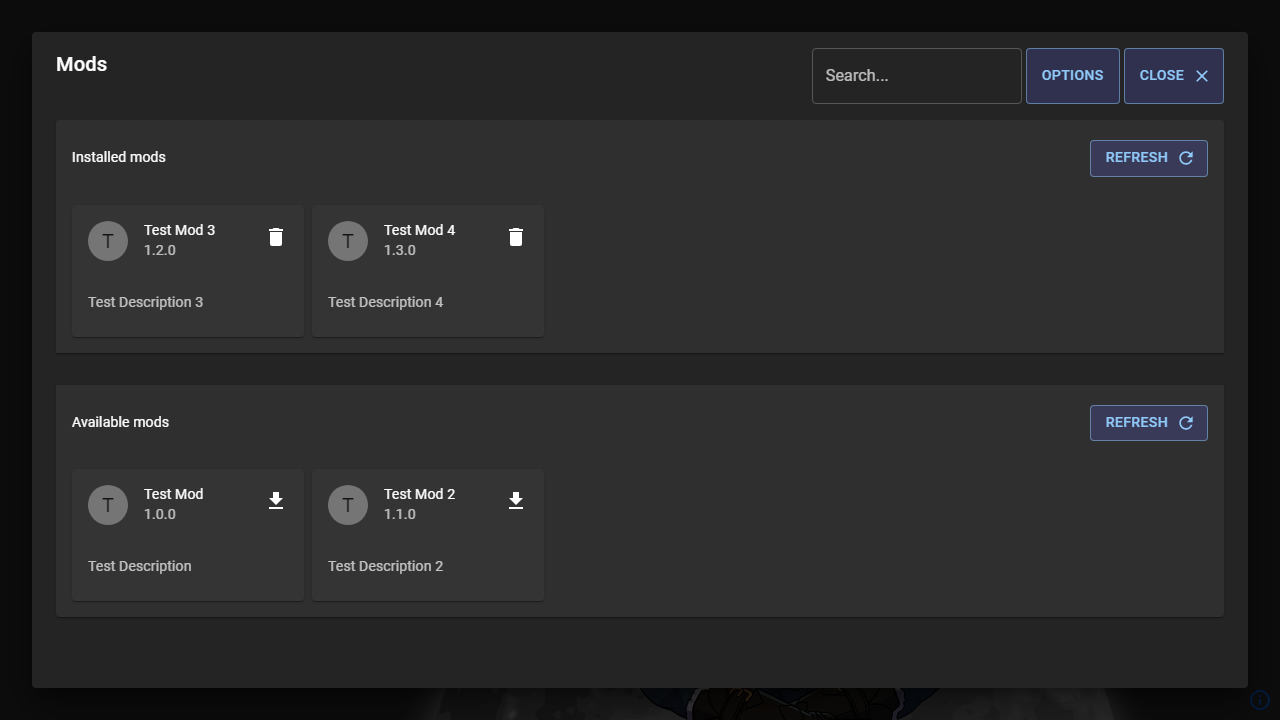 Mods
Search...
OPTIONS
CLOSE
Installed mods
REFRESH
T
Test Mod 3
1.2.0
Test Description 3
T
Test Mod 4
1.3.0
Test Description 4
Available mods
REFRESH
T
Test Mod
1.0.0
Test Description
T
Test Mod 2
1.1.0
Test Description 2